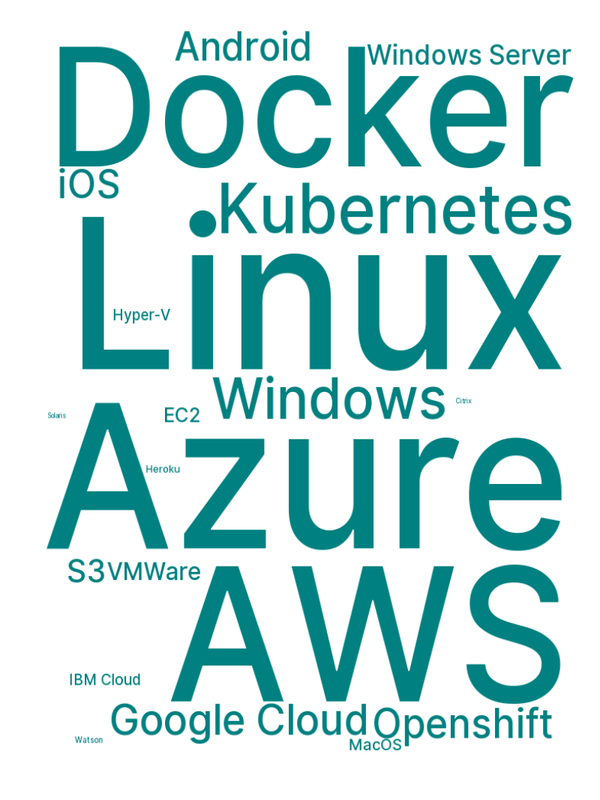 Android
Windows Server
Docker
iOS
Kubernetes
Linux
Hyper-V
Windows
Citrix
Solaris
EC2
Azure
Heroku
S3
VMWare
AWS
IBM Cloud
Google Cloud
Openshift
Watson
MacOS